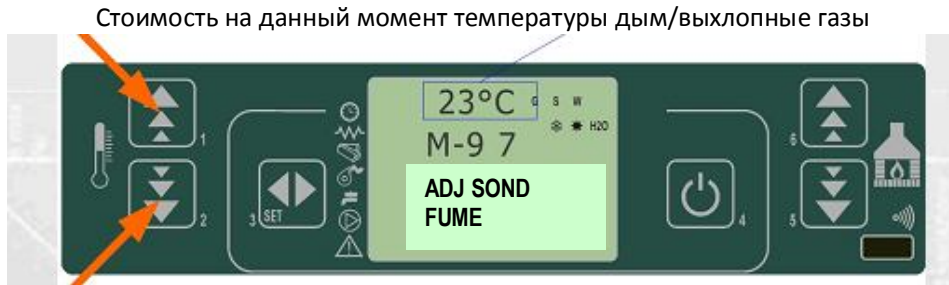 Стоимость на данный момент температуры дым/выхлопные газы
23°C G S W
H2O
M-9 7
ADJ SOND
FUME
1
2
3 SET
4
5
6